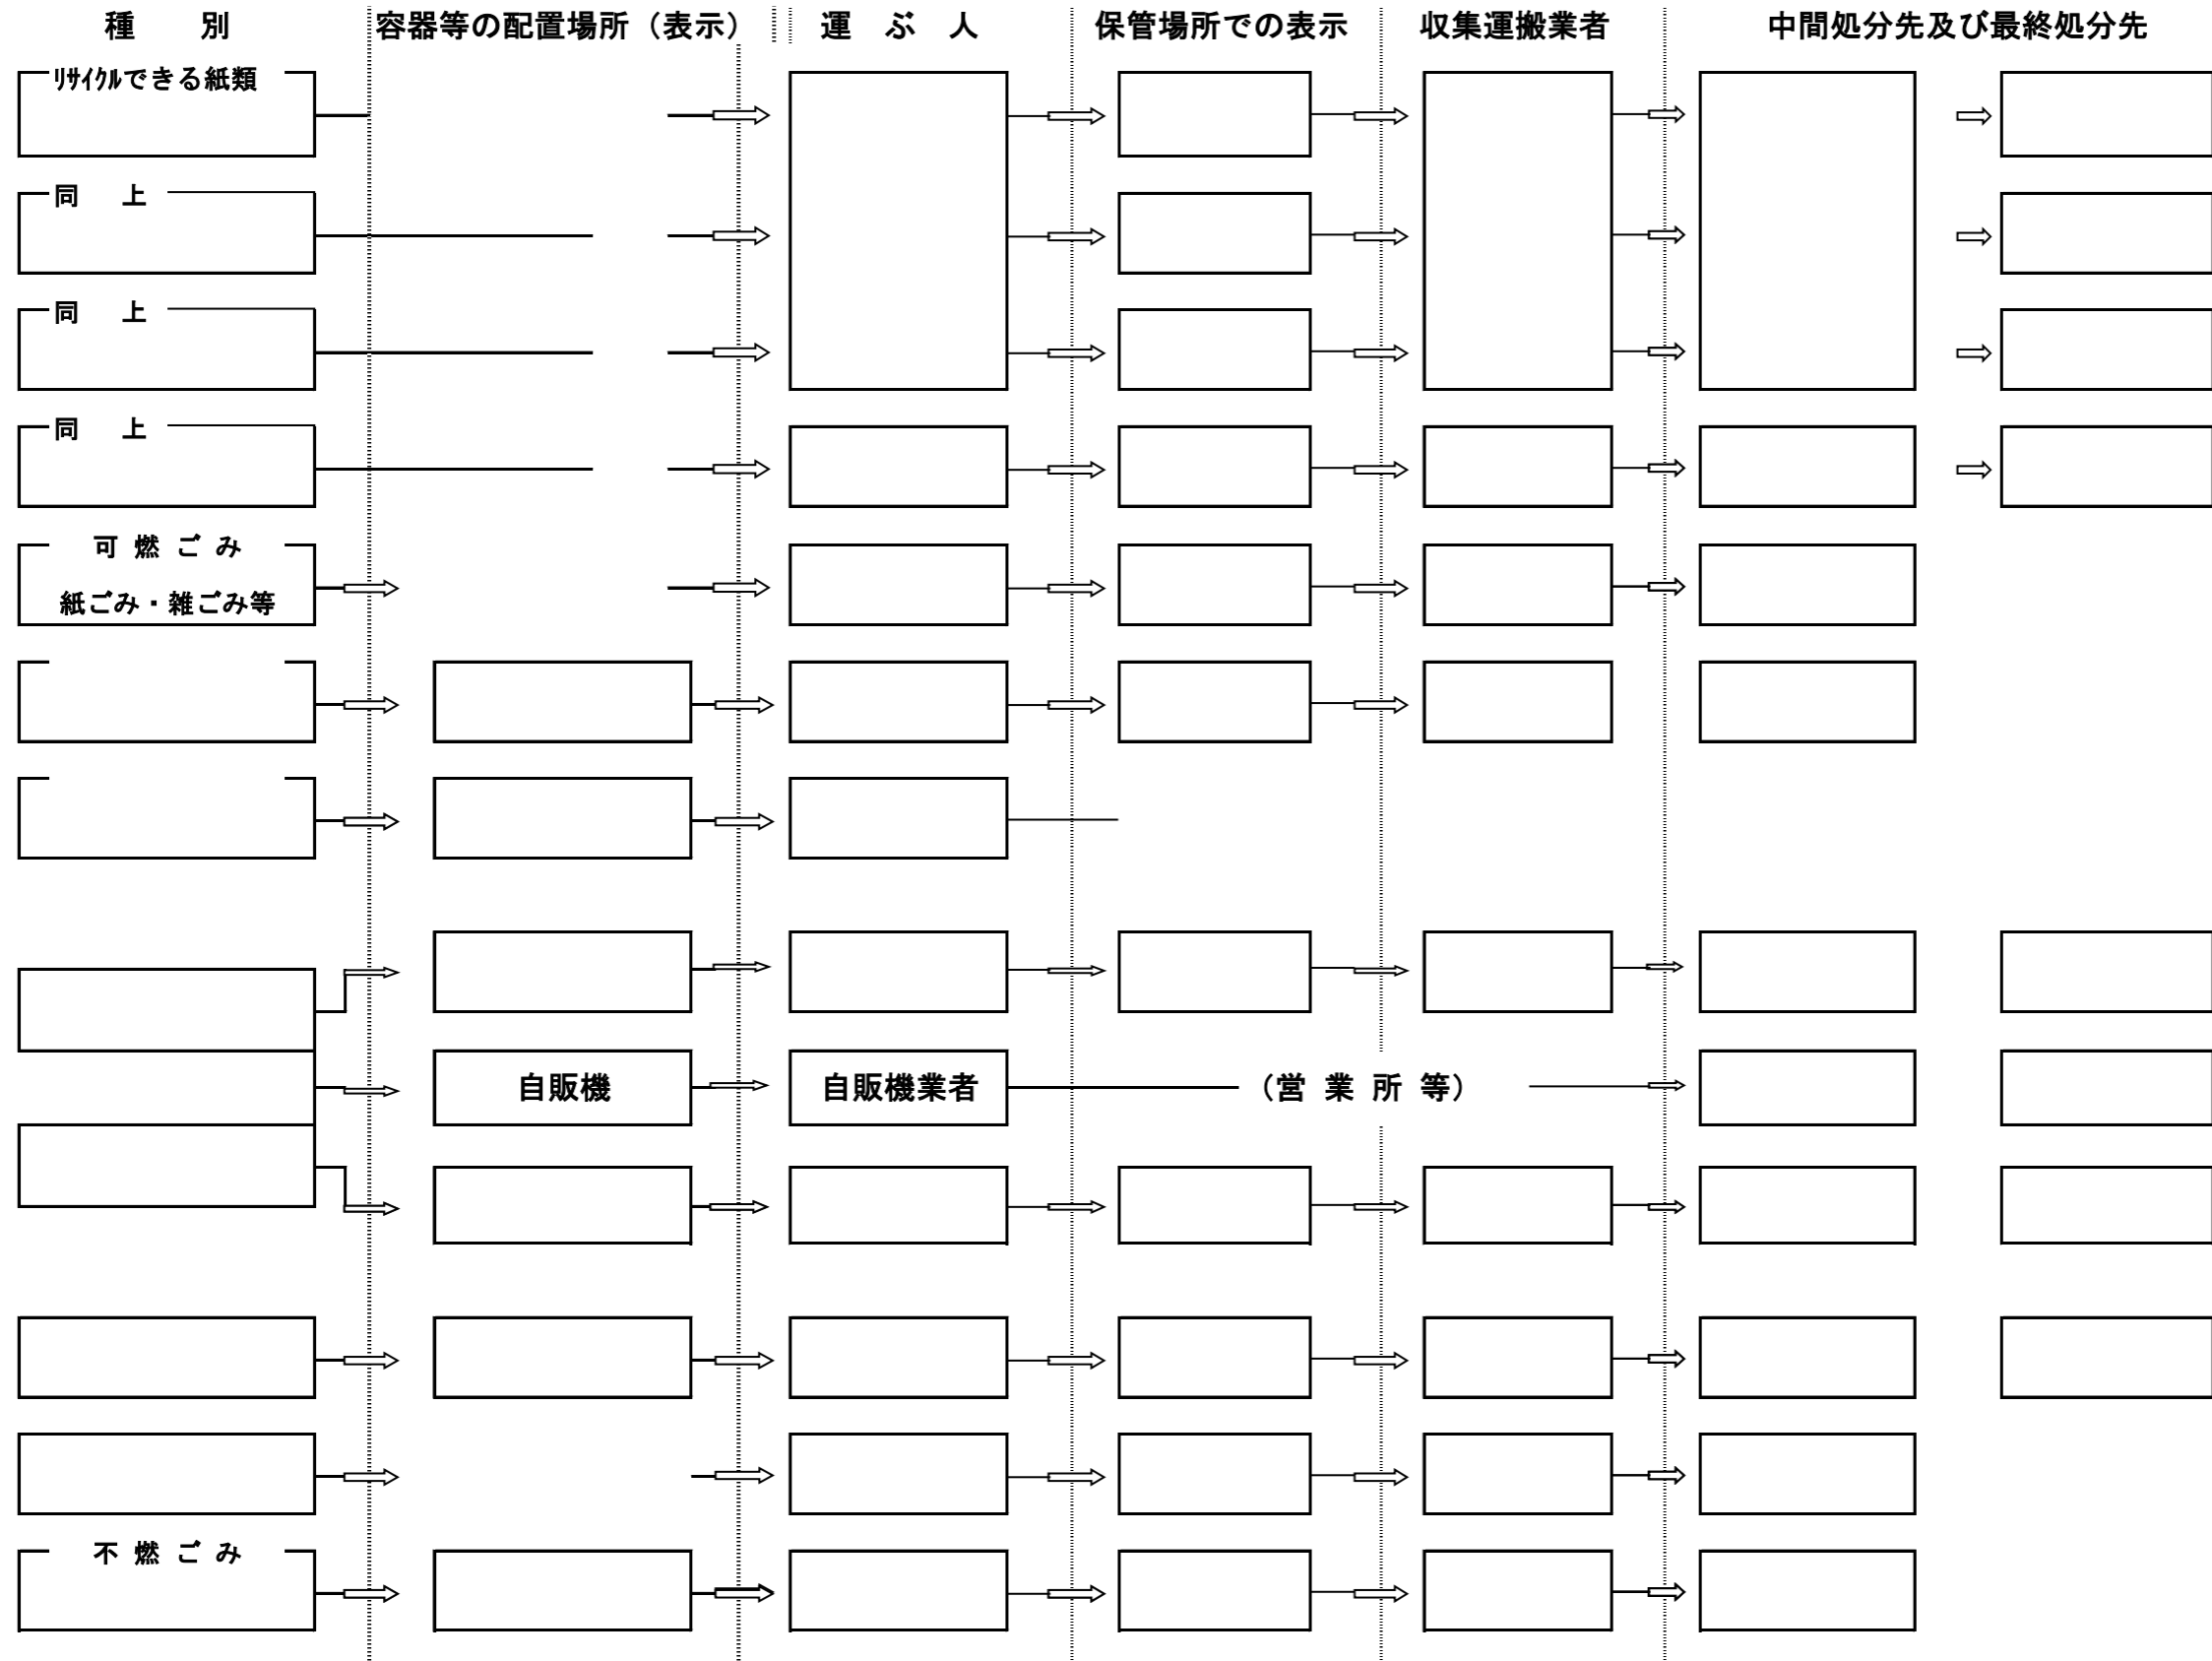 種　別　容器等の配置場所（表示）　運ぶ人　保管場所での表示　収集運搬業者　中間処分先及び最終処分先
ﾘｻｲｸﾙできる紙類
同　上
同　上
同　上
可燃ごみ
紙ごみ・雑ごみ等
自販機　自販機業者　（営業所等）
不燃ごみ